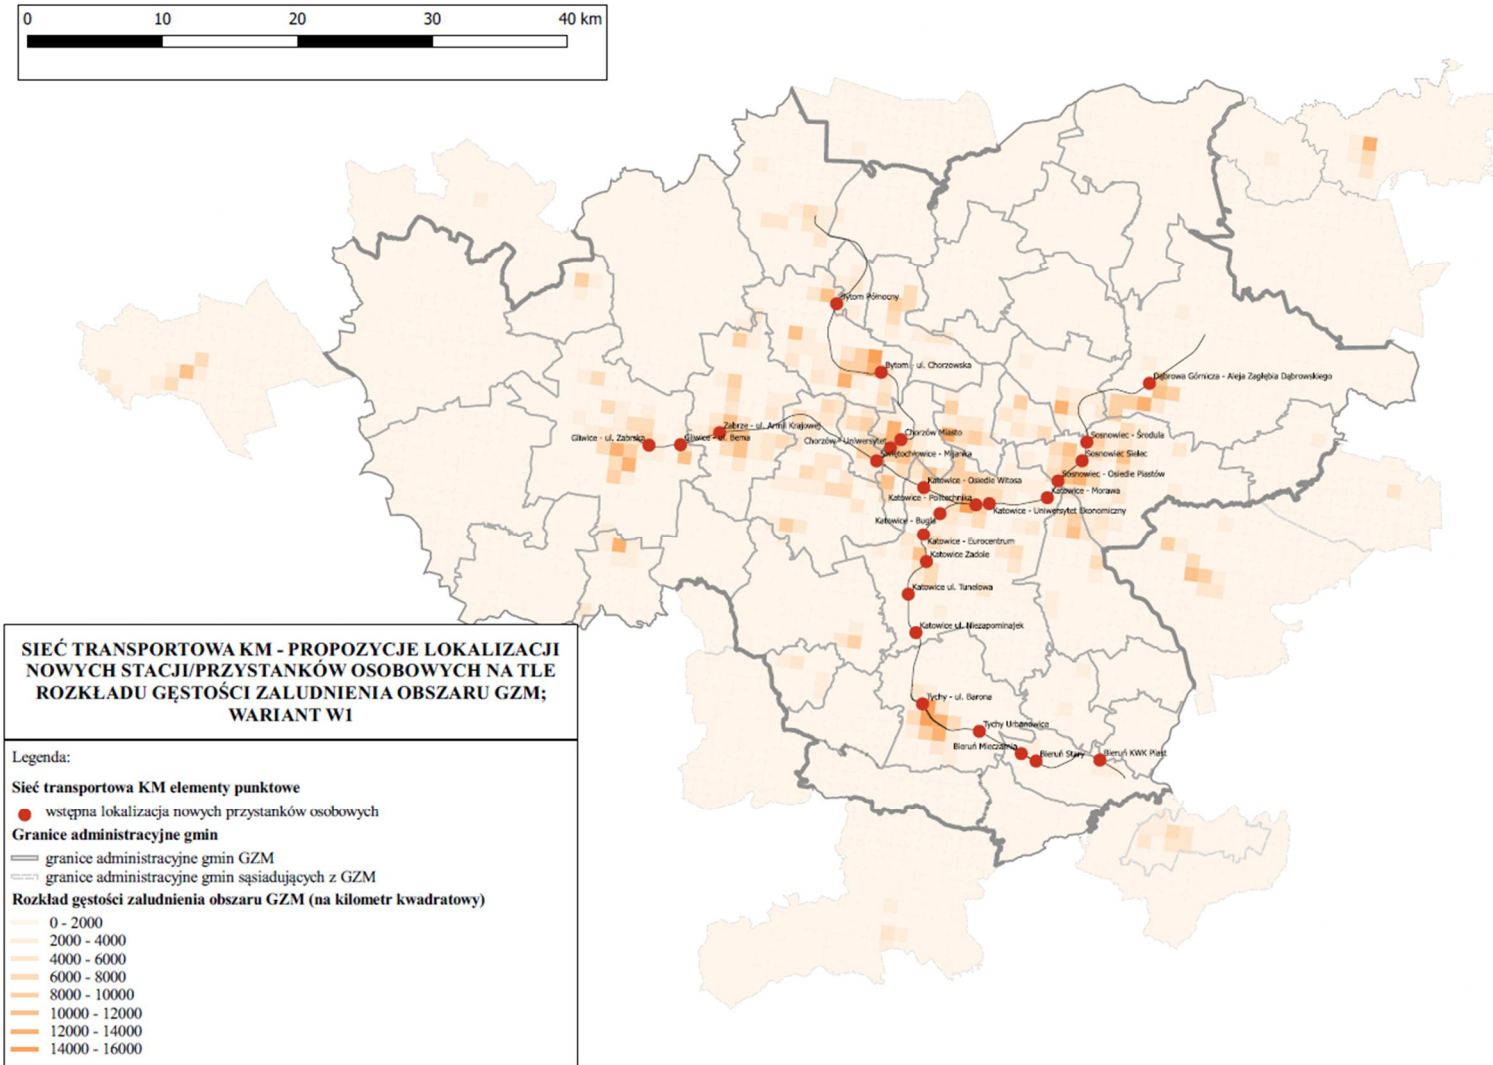 0 10 20 30 40 km
Bytom Północny
Bytom - ul. Chorzowska
Dąbrowa Górnicza - Aleja Zagłębia Dąbrowskiego
Zabrze - ul. Armii Krajowej
Gliwice - ul. Zabrska
Gliwice - ul. Bema
Chorzów Miasto
Chorzów - Uniwersytet
Świętochłowice - Mijanka
Sosnowiec - Środula
Sosnowiec Sielec
Sosnowiec - Osiedle Piastów
Katowice - Osiedle Witosa
Katowice - Morawa
Katowice - Politechnika
Katowice - Uniwersytet Ekonomiczny
Katowice - Bugla
Katowice - Eurocentrum
Katowice Zadole
Katowice ul. Tunelowa
Katowice ul. Niezapominajek
Tychy - ul. Barona
Tychy Urbanowice
Bieruń Mleczarnia
Bieruń Stary
Bieruń KWK Piast
SIEĆ TRANSPORTOWA KM - PROPOZYCJE LOKALIZACJI
NOWYCH STACJI/PRZYSTANKÓW OSOBOWYCH NA TLE
ROZKŁADU GĘSTOŚCI ZALUDNIENIA OBSZARU GZM;
WARIANT W1
Legenda:
Sieć transportowa KM elementy punktowe
wstępna lokalizacja nowych przystanków osobowych
Granice administracyjne gmin
granice administracyjne gmin GZM
granice administracyjne gmin sąsiadujących z GZM
Rozkład gęstości zaludnienia obszaru GZM (na kilometr kwadratowy)
0 - 2000
2000 - 4000
4000 - 6000
6000 - 8000
8000 - 10000
10000 - 12000
12000 - 14000
14000 - 16000